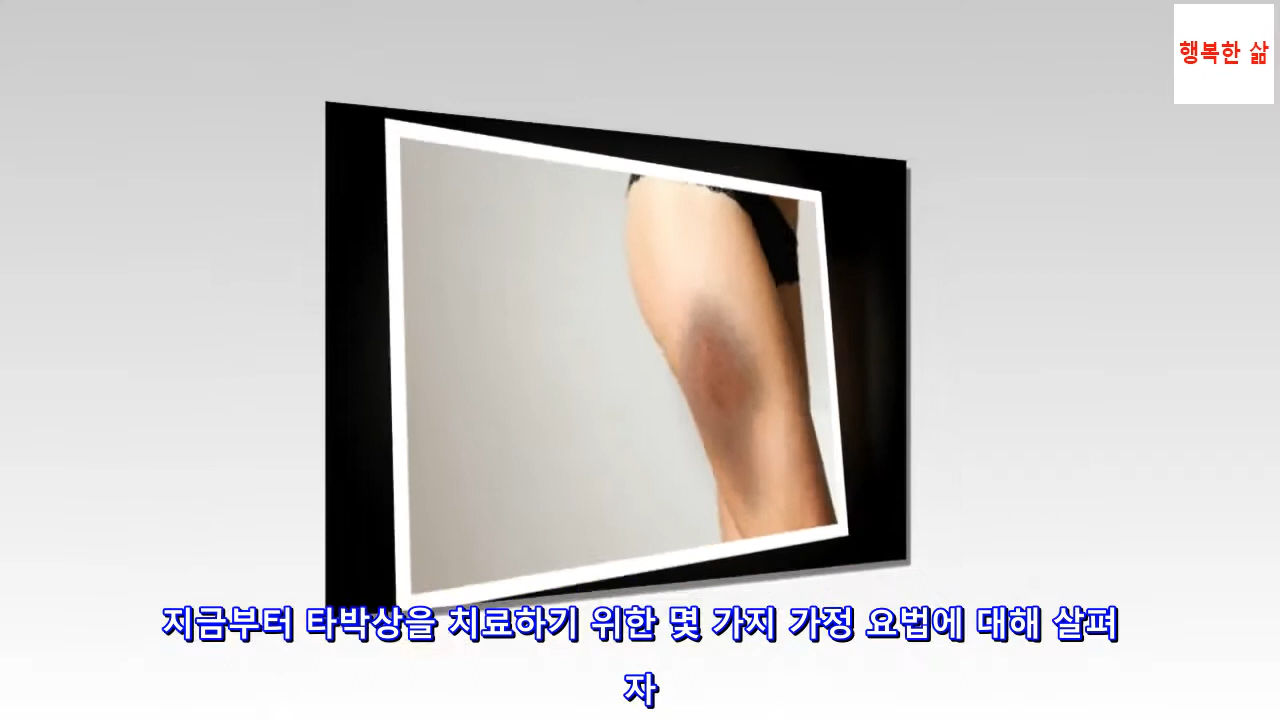 행복한 삶
지금부터 타박상을 치료하기 위한 몇 가지 가정 요법에 대해 살펴
자